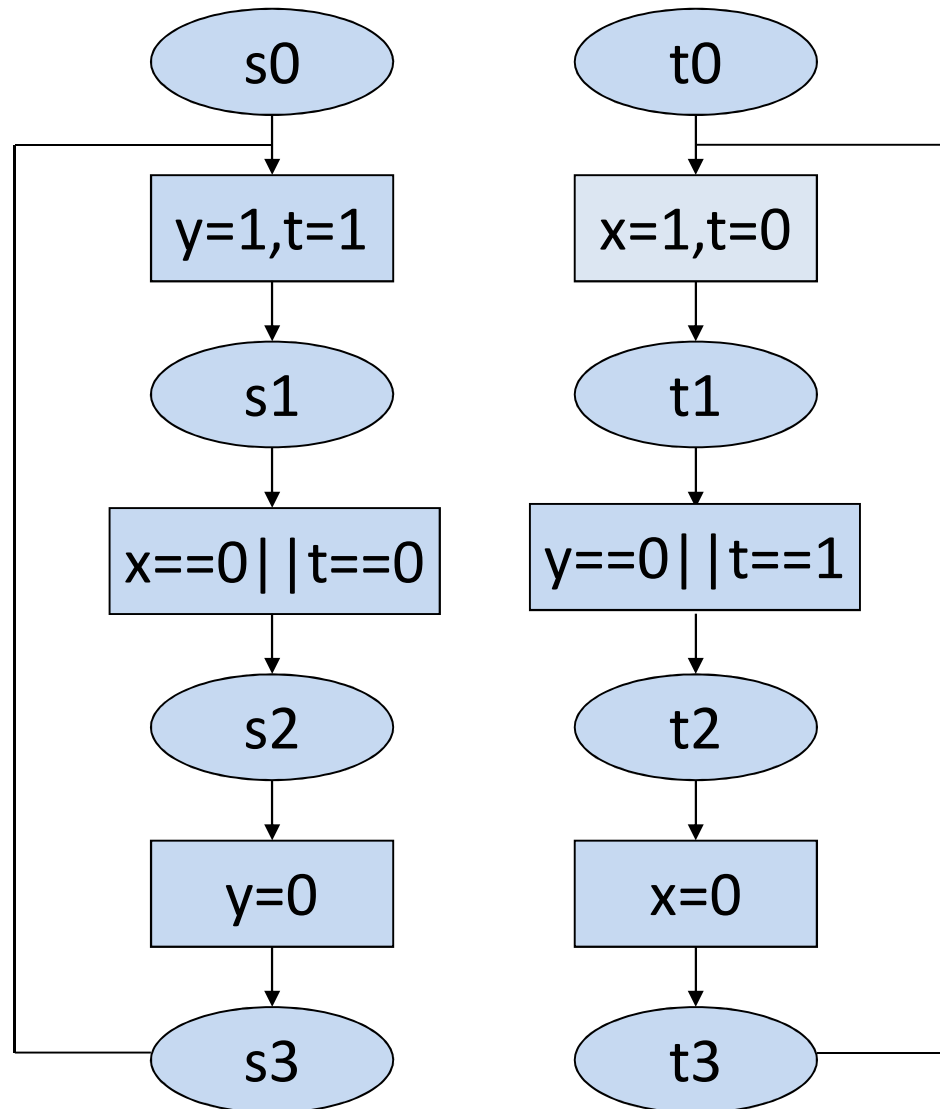 s0
y=1,t=1
s1
x==0||t==0
s2
y=0
s3
t0
x=1,t=0
t1
y==0||t==1
t2
x=0
t3